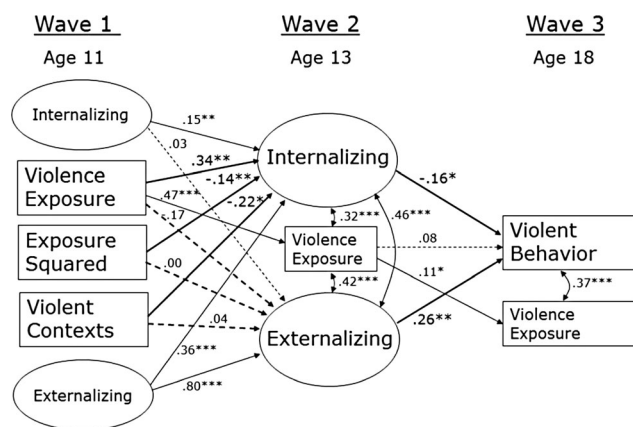 Wave 1
Wave 2
Wave 3
Age 11
Age 13
Age 18
Internalizing
.15**
.03
Violence
Exposure
.34**
-.14**
.47***
-.22*
.17
Internalizing
-.16*
Exposure
Squared
.00
.32***
.46***
Violence
Exposure
.08
Violent
Behavior
Violent
Contexts
.04
.42***
.11*
.37***
Externalizing
.26**
Violence
Exposure
.36***
Externalizing
.80***